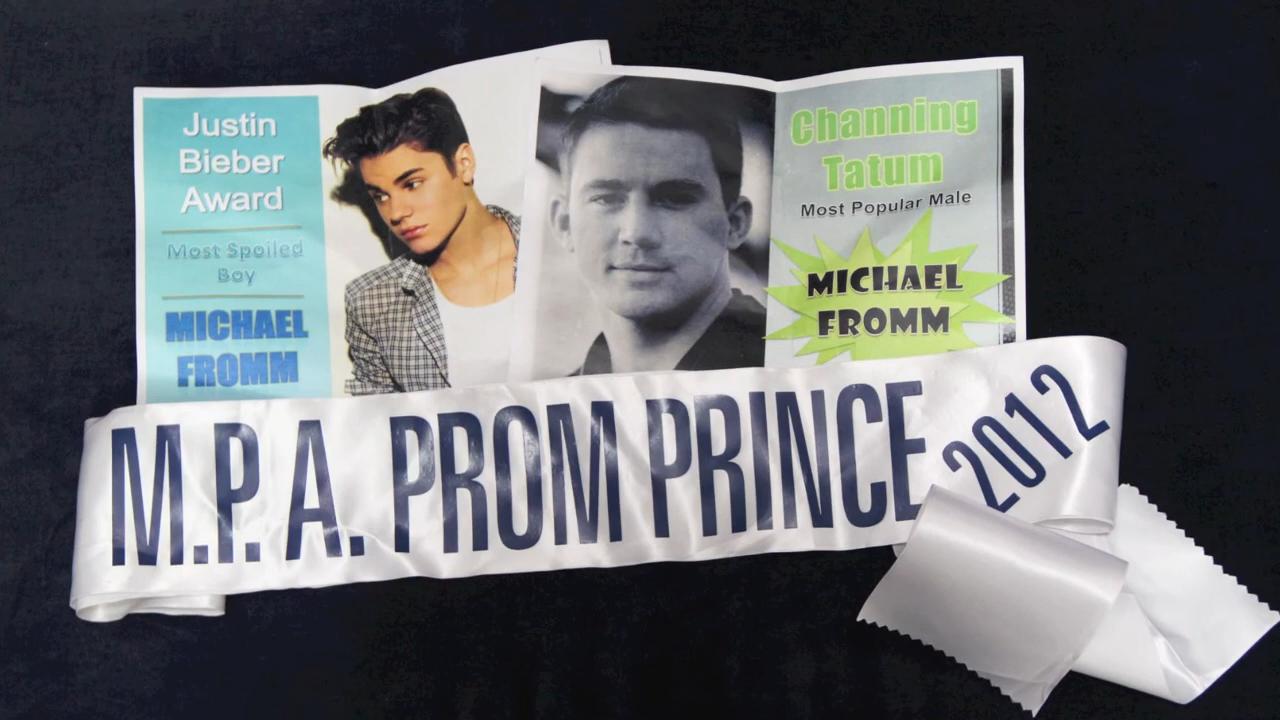 Justin
Bieber
Award
Most Spoiled
Boy
MICHAEL
FROMM
Channing
Tatum
Most Popular Male
MICHAEL
FROMM
M.P. A. PROM PRINCE 2012